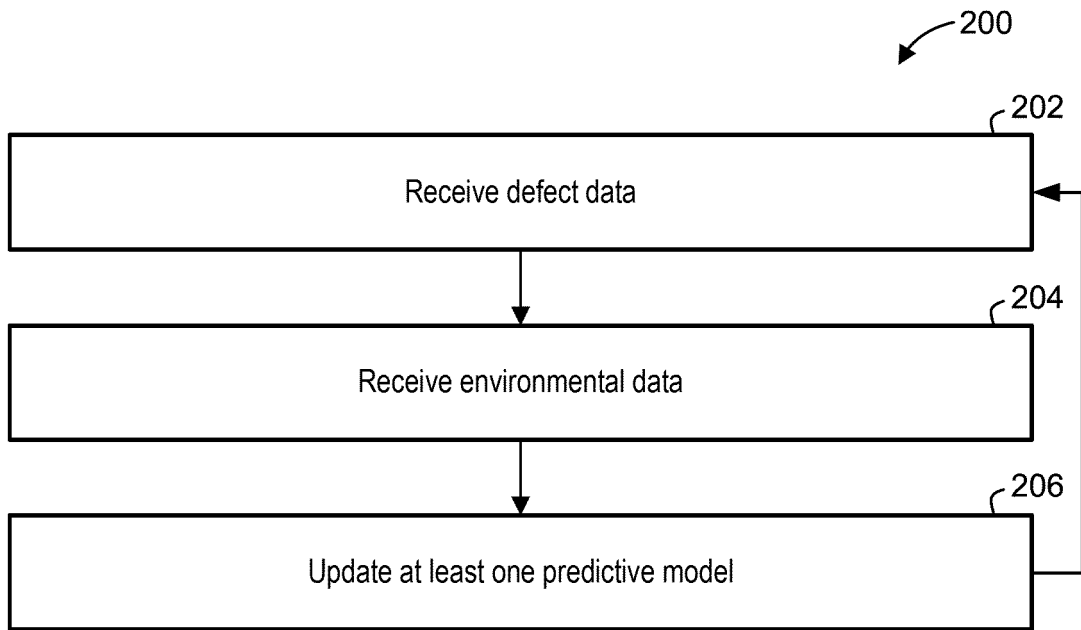 200
202
Receive defect data
204
Receive environmental data
206
Update at least one predictive model